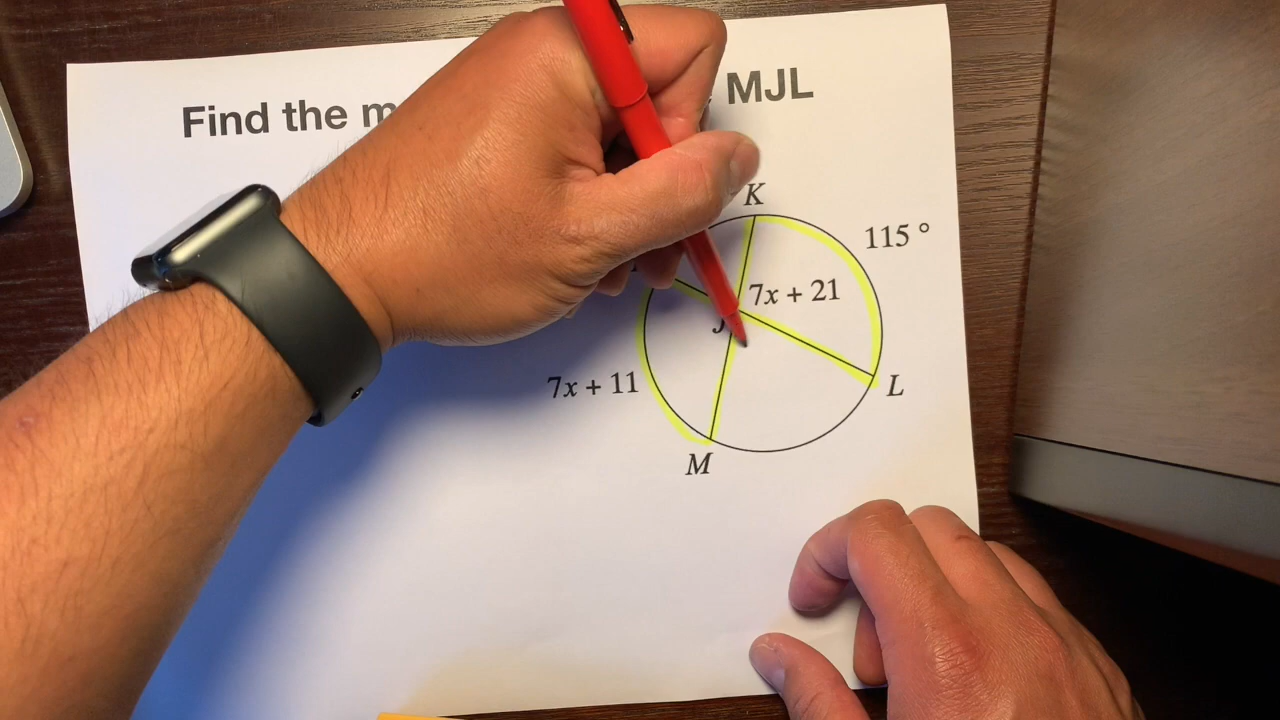 Find the MJL
K
115 °
7x + 21
J
7x + 11
L
M